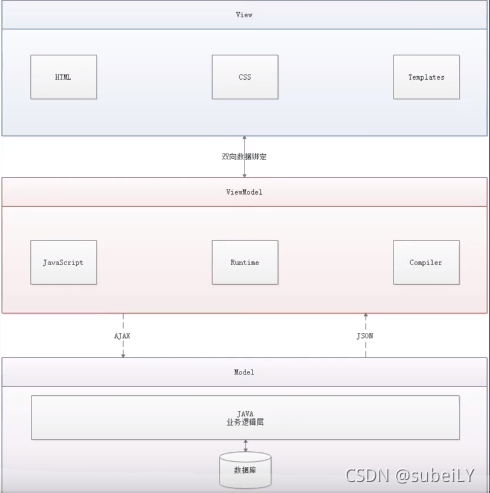 View
HTML
CSS
Templates
双向数据绑定
ViewModel
JavaScript
Runtime
Compiler
AJAX
JSON
Model
JAVA
业务逻辑层
数据库
CSDN @subeiLY